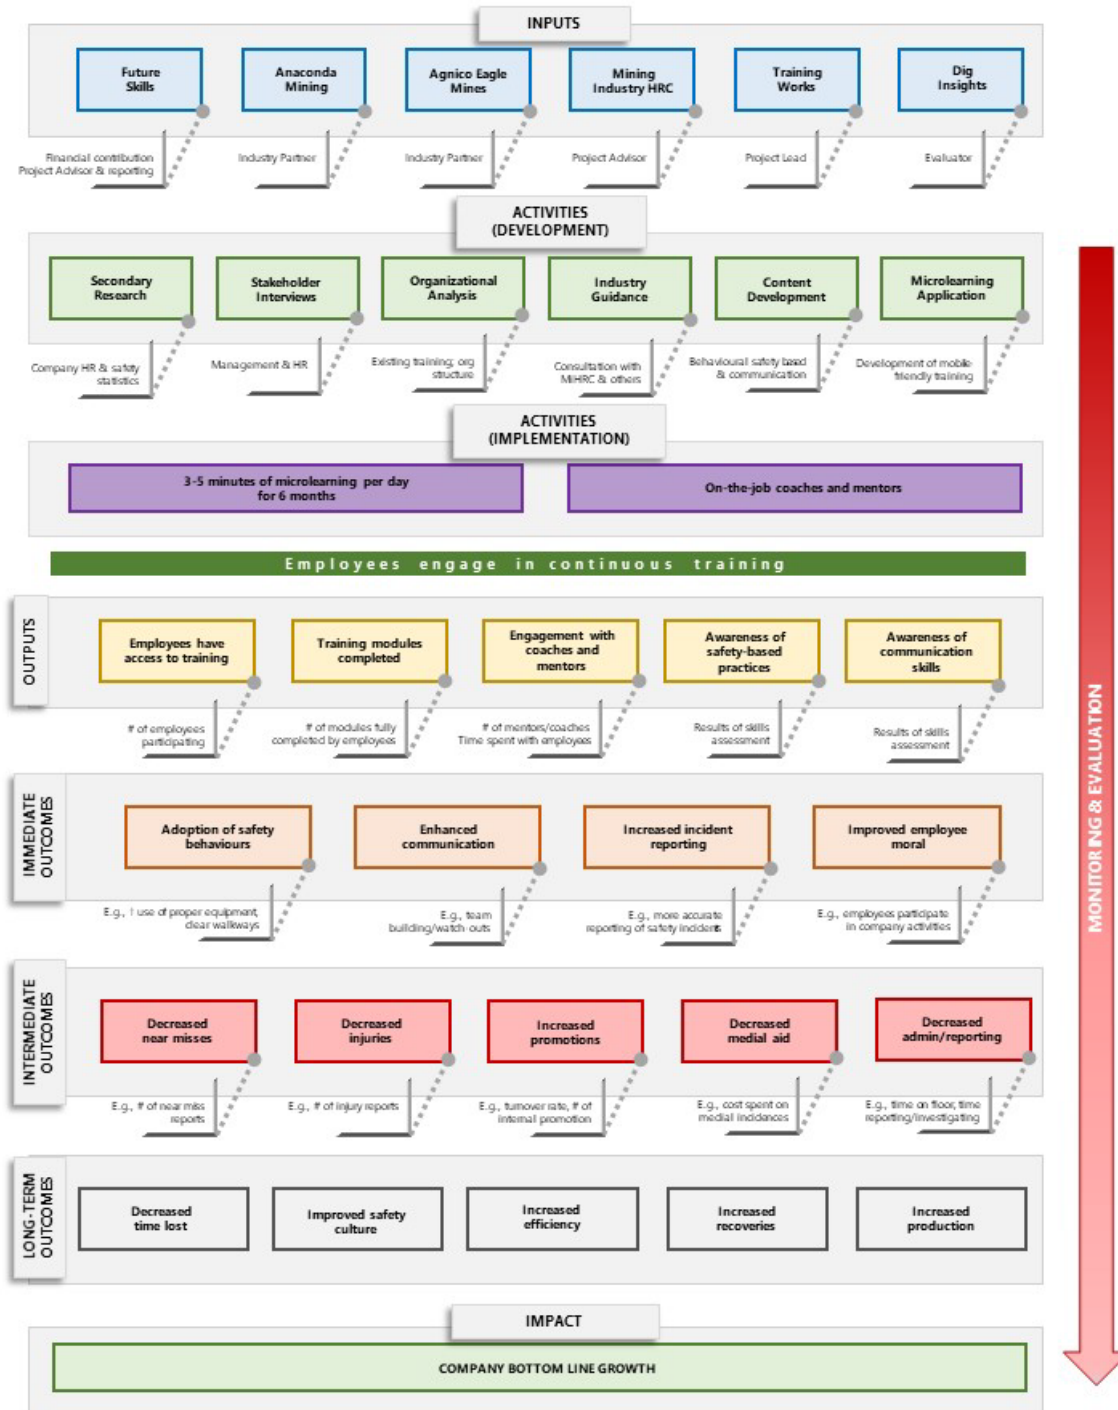 INPUTS
Future
Skills
Anaconda
Mining
Agnico Eagle
Mines
Mining
Industry HRC
Training
Works
Dig
Insights
Financial contribution
Project Advisor & reporting
Industry Partner
Industry Partner
Project Advisor
Project Lead
Evaluator
ACTIVITIES
(DEVELOPMENT)
Secondary
Research
Stakeholder
Interviews
Organizational
Analysis
Industry
Guidance
Content
Development
Microlearning
Application
Company HR & safety
statistics
Management & HR
Existing training; org
structure
Consultation with
MiHRC & others
Behavioural safety based
& communication
Development of mobile
friendly training
ACTIVITIES
(IMPLEMENTATION)
3-5 minutes of microlearning per day
for 6 months
On-the-job coaches and mentors
Employees engage in continuous training
OUTPUTS
Employees have
access to training
Training modules
completed
Engagement with
coaches and
mentors
Awareness of
safety-based
practices
Awareness of
communication
skills
# of employees
participating
# of modules fully
completed by employees
# of mentors/coaches
Time spent with employees
Results of skills
assessment
Results of skills
assessment
IMMEDIATE
OUTCOMES
Adoption of safety
behaviours
Enhanced
communication
Increased incident
reporting
Improved employee
moral
E.g., ↑ use of proper equipment,
clear walkways
E.g., team
building/watch-outs
E.g., more accurate
reporting of safety incidents
E.g., employees participate
in company activities
INTERMEDIATE
OUTCOMES
Decreased
near misses
Decreased
injuries
Increased
promotions
Decreased
medial aid
Decreased
admin/reporting
E.g., # of near miss
reports
E.g., # of injury reports
E.g., turnover rate, # of
internal promotion
E.g., cost spent on
medial incidences
E.g., time on floor, time
reporting/investigating
LONG-TERM
OUTCOMES
Decreased
time lost
Improved safety
culture
Increased
efficiency
Increased
recoveries
Increased
production
IMPACT
COMPANY BOTTOM LINE GROWTH
MONITORING & EVALUATION